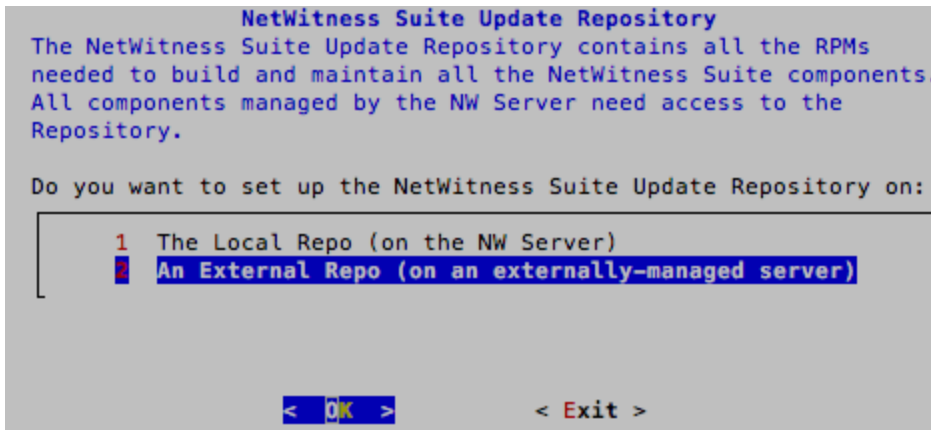 NetWitness Suite Update Repository
The NetWitness Suite Update Repository contains all the RPMs
needed to build and maintain all the NetWitness Suite components.
All components managed by the NW Server need access to the
Repository.
Do you want to set up the NetWitness Suite Update Repository on:
1 The Local Repo (on the NW Server)
2 An External Repo (on an externally-managed server)
< OK > < Exit >